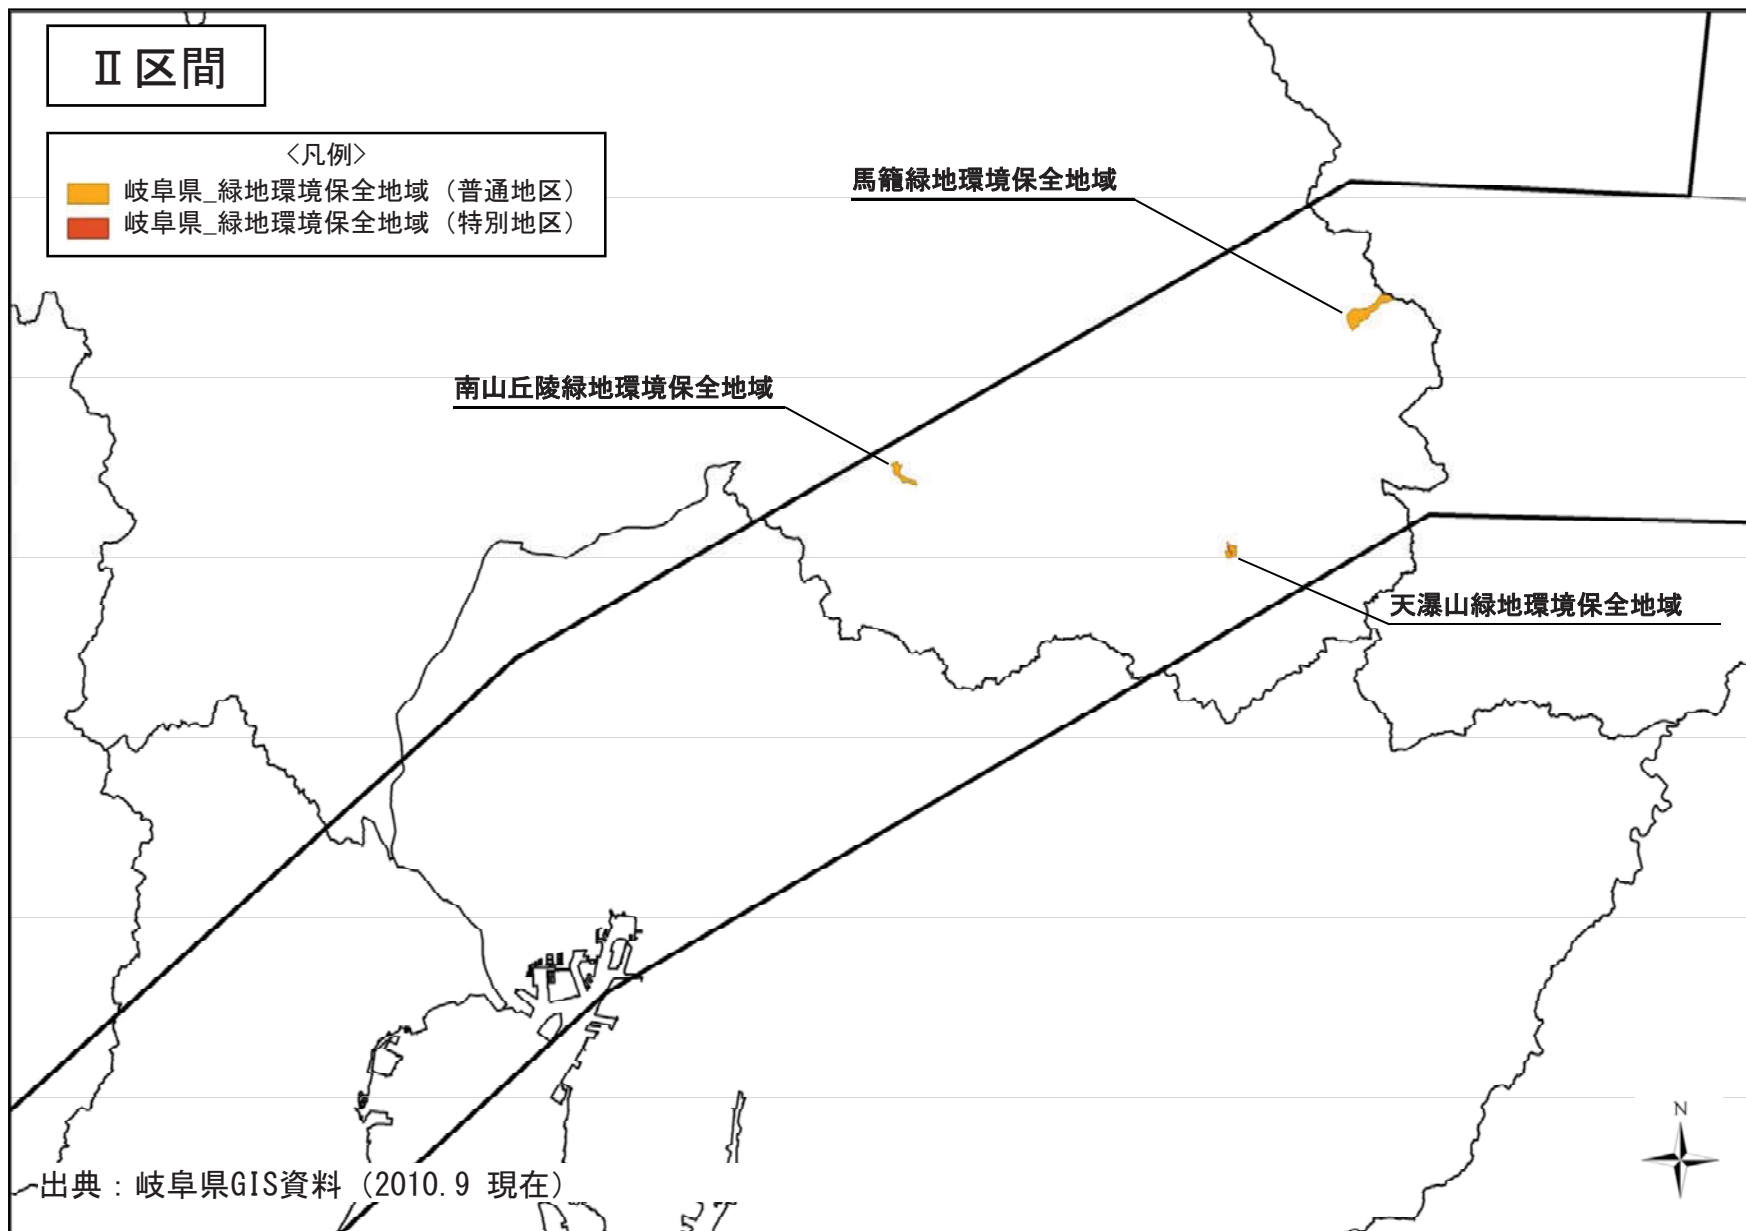 Ⅱ区間
<凡例>
岐阜県_緑地環境保全地域（普通地区）
岐阜県_緑地環境保全地域（特別地区）
馬籠緑地環境保全地域
南山丘陵緑地環境保全地域
天瀑山緑地環境保全地域
N
出典：岐阜県GIS資料（2010.9 現在）